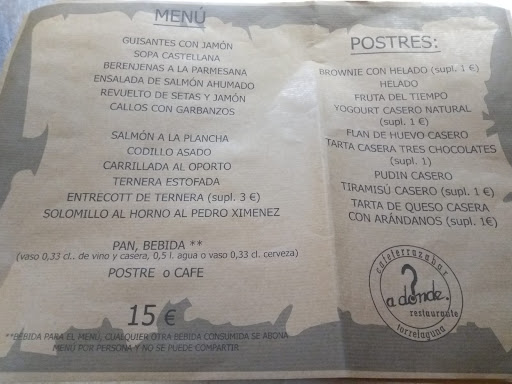 MENÚ
GUISANTES CON JAMÓN
SOPA CASTELLANA
BERENJENAS A LA PARMESANA
ENSALADA DE SALMÓN AHUMADO
REVUELTO DE SETAS Y JAMÓN
CALLOS CON GARBANZOS
SALMÓN A LA PLANCHA
CODILLO ASADO
CARRILLADA AL OPORTO
TERNERA ESTOFADA
ENTRECOTT DE TERNERA (supl. 3 €)
SOLOMILLO AL HORNO AL PEDRO XIMENEZ
PAN, BEBIDA **
(vaso 0,33 cl.. de vino y casera, 0,5 l. agua o vaso 0,33 cl. cerveza)
POSTRE o CAFE
15 €
**BEBIDA PARA EL MENÚ, CUALQUIER OTRA BEBIDA CONSUMIDA SE ABONA
MENÚ POR PERSONA Y NO SE PUEDE COMPARTIR
POSTRES:
BROWNIE CON HELADO (supl. 1 €)
HELADO
FRUTA DEL TIEMPO
YOGOURT CASERO NATURAL
(supl. 1 €)
FLAN DE HUEVO CASERO
TARTA CASERA TRES CHOCOLATES
(supl. 1)
PUDIN CASERO
TIRAMISÚ CASERO (supl. 1 €)
TARTA DE QUESO CASERA
CON ARÁNDANOS (supl. 1€)
cafeterrazabar
a dónde.
restaurante
torrelaguna